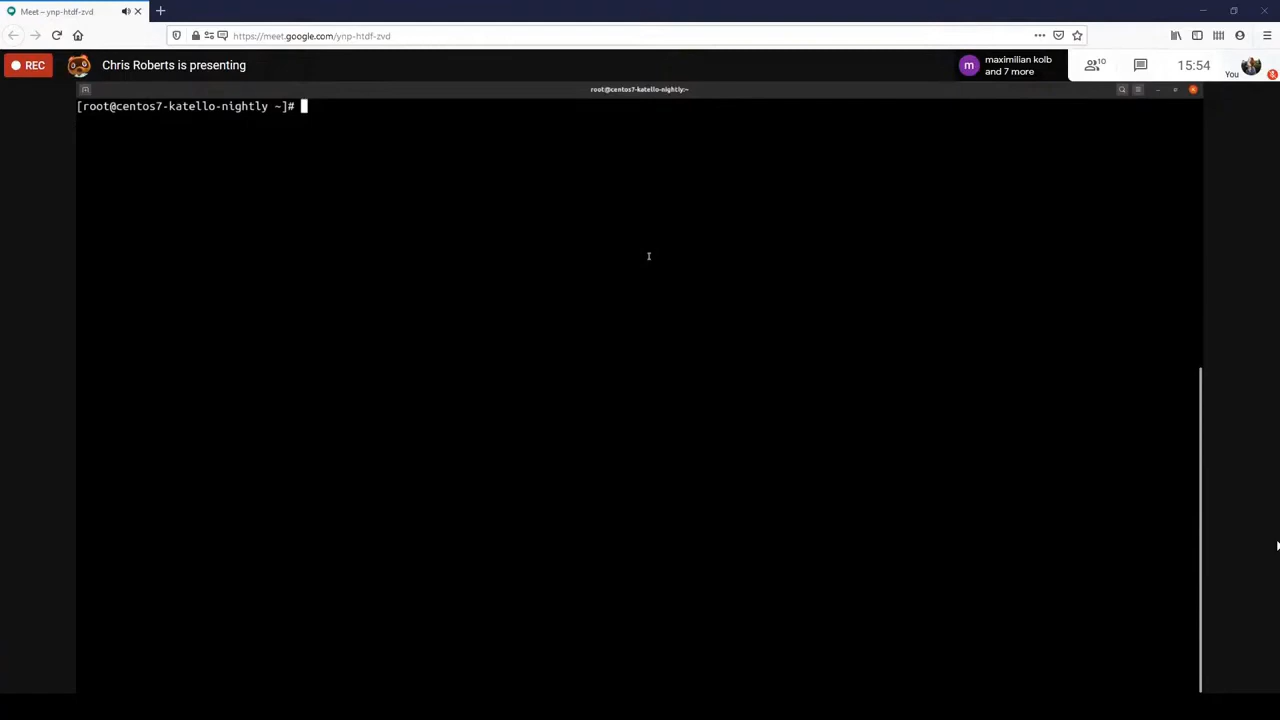 Meet – ynp-htdf-zvd
https://meet.google.com/ynp-htdf-zvd
REC
Chris Roberts is presenting
m
maximilian kolb
and 7 more
10
15:54
You
root@centos7-katello-nightly:~
[root@centos7-katello-nightly ~]#